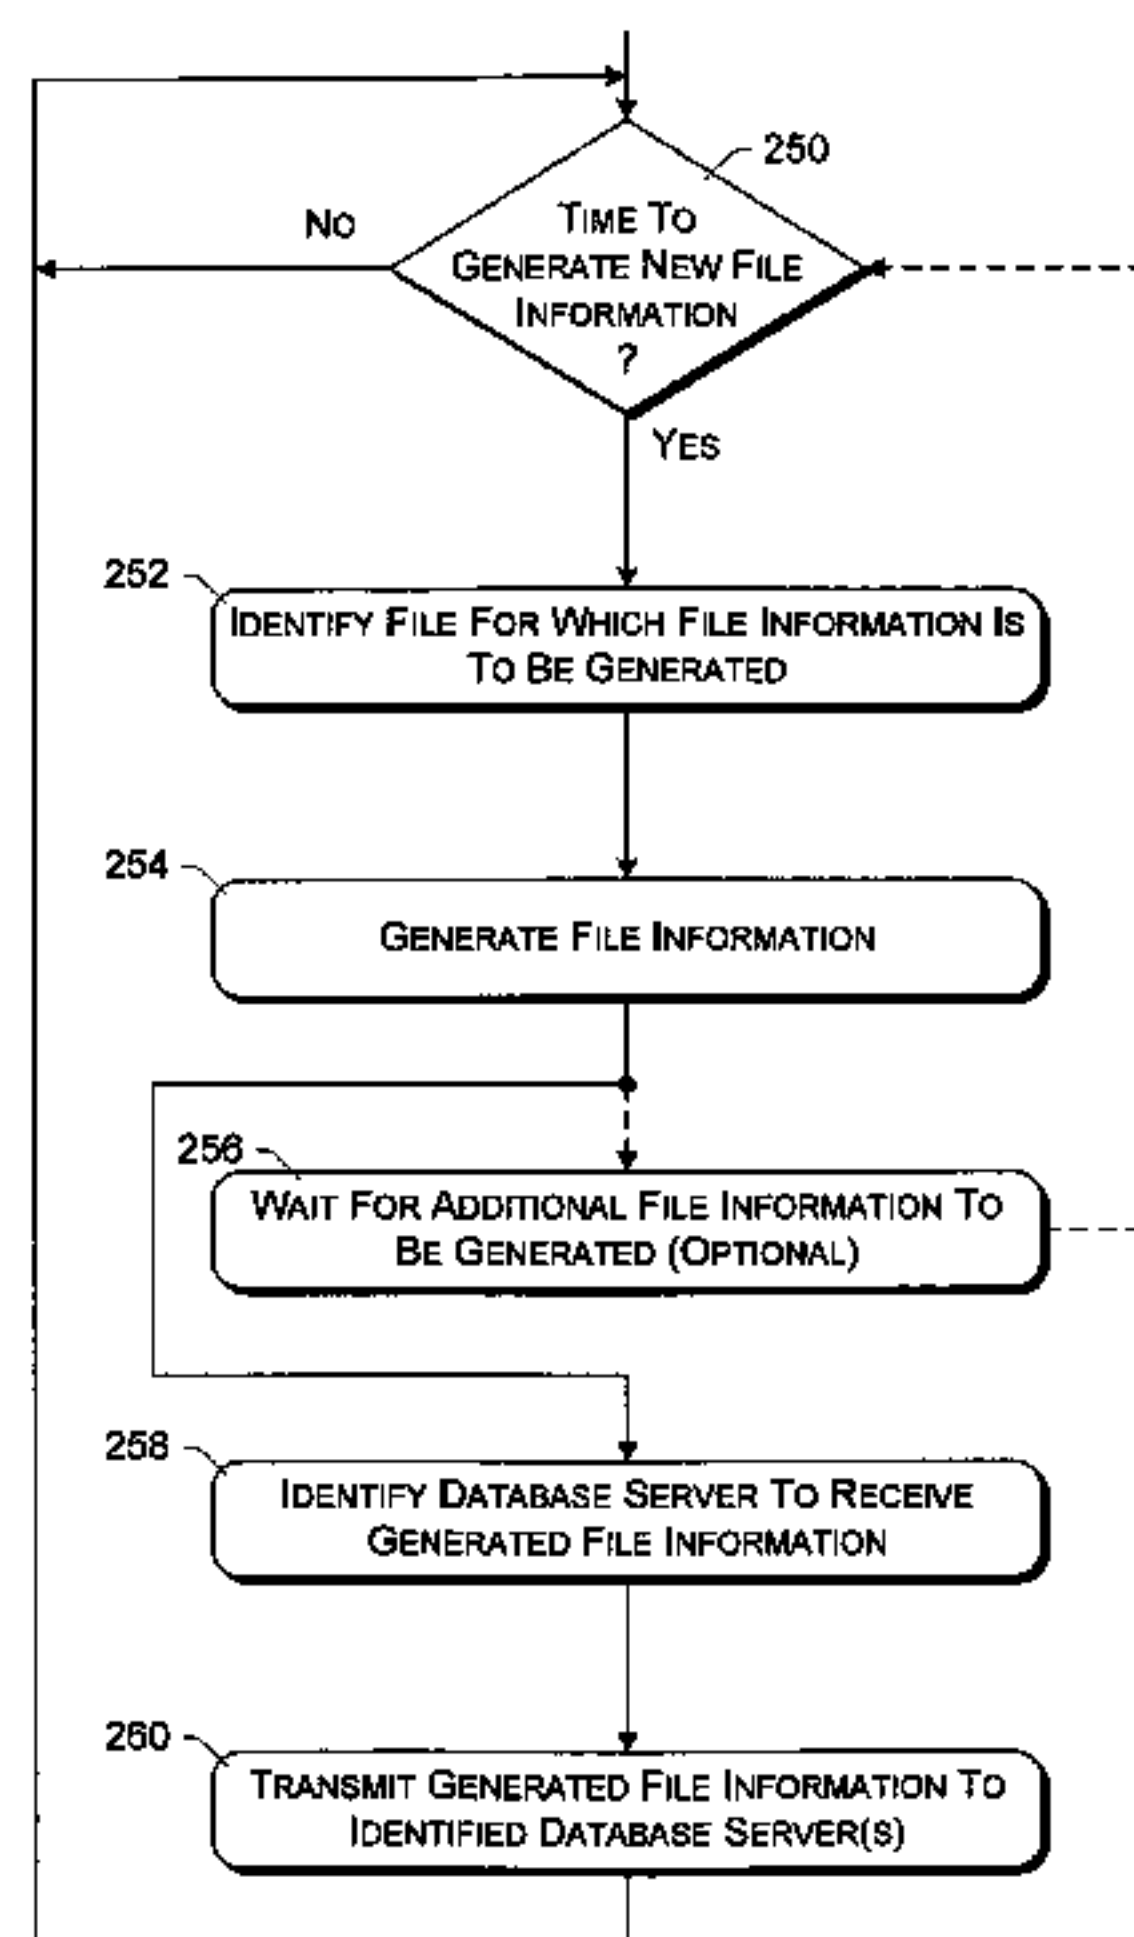 250
NO
TIME TO
GENERATE NEW FILE
INFORMATION
?
YES
252
IDENTIFY FILE FOR WHICH FILE INFORMATION IS
TO BE GENERATED
254
GENERATE FILE INFORMATION
256
WAIT FOR ADDITIONAL FILE INFORMATION TO
BE GENERATED (OPTIONAL)
258
IDENTIFY DATABASE SERVER TO RECEIVE
GENERATED FILE INFORMATION
260
TRANSMIT GENERATED FILE INFORMATION TO
IDENTIFIED DATABASE SERVER(S)